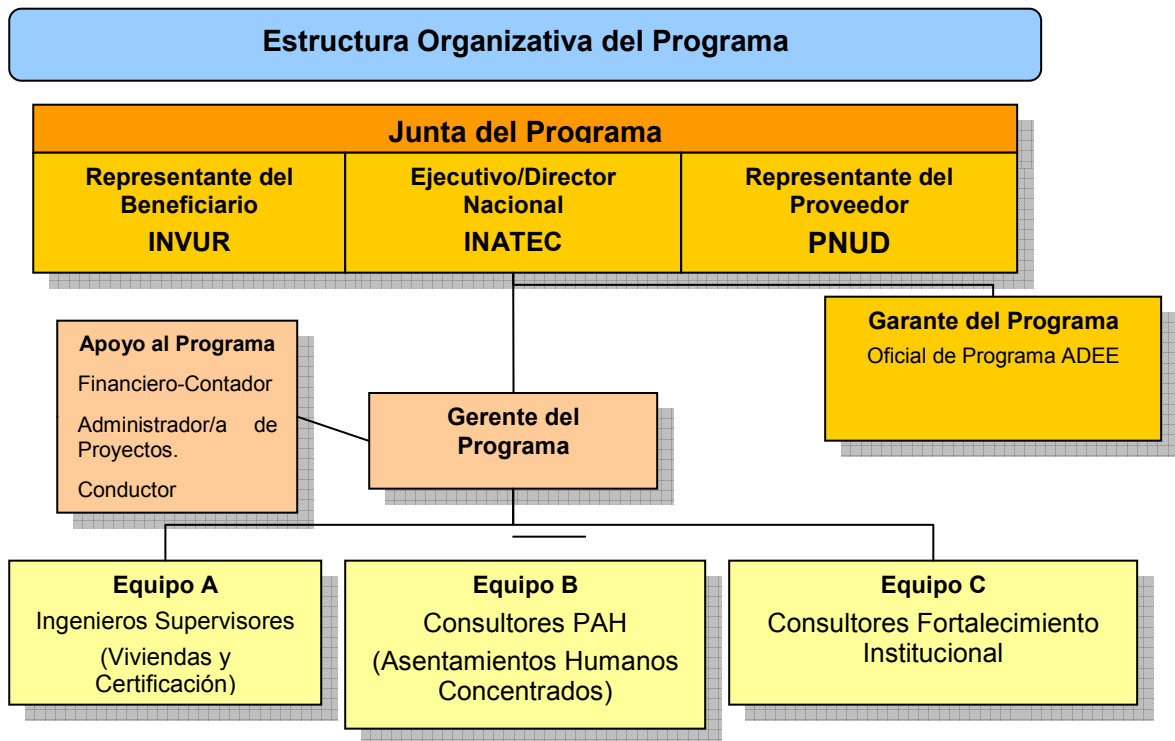 Estructura Organizativa del Programa
Junta del Programa
Representante del
Beneficiario
INVUR
Ejecutivo/Director
Nacional
INATEC
Representante del
Proveedor
PNUD
Garante del Programa
Oficial de Programa ADEE
Apoyo al Programa
Financiero-Contador
Administrador/a de
Proyectos.
Conductor
Gerente del
Programa
Equipo A
Ingenieros Supervisores
(Viviendas y
Certificación)
Equipo B
Consultores PAH
(Asentamientos Humanos
Concentrados)
Equipo C
Consultores Fortalecimiento
Institucional